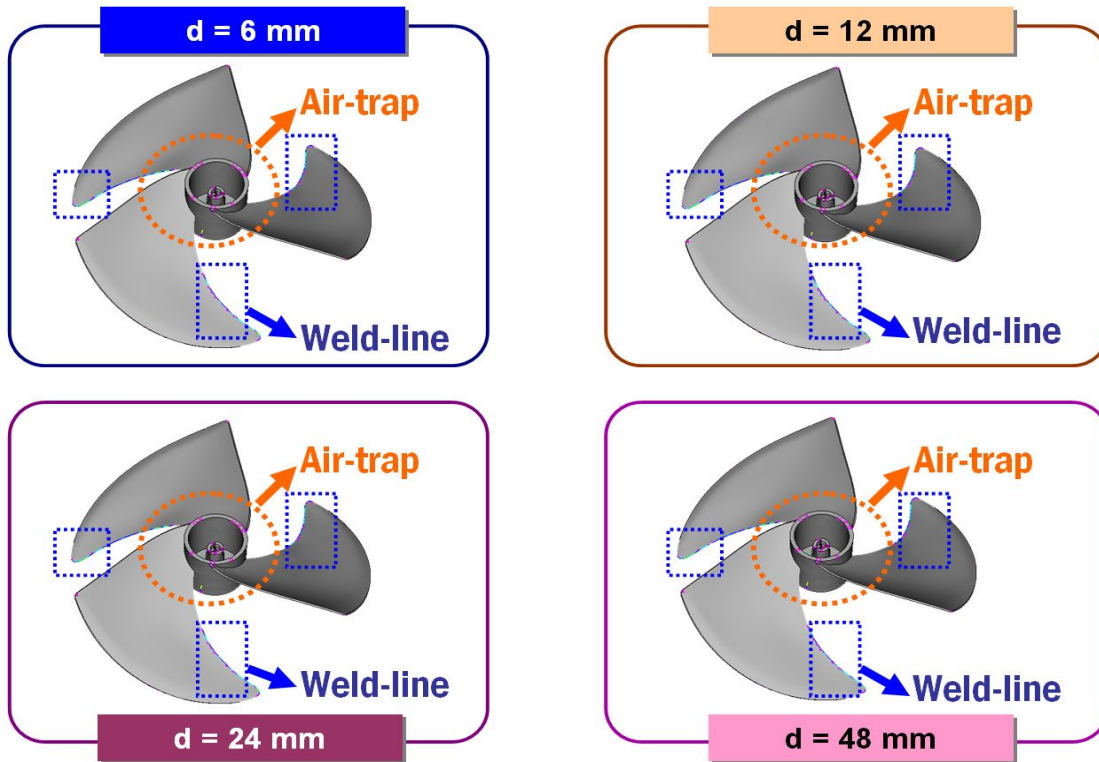 d = 6 mm
Air-trap
Weld-line
d = 12 mm
Air-trap
Weld-line
Air-trap
Weld-line
d = 24 mm
Air-trap
Weld-line
d = 48 mm